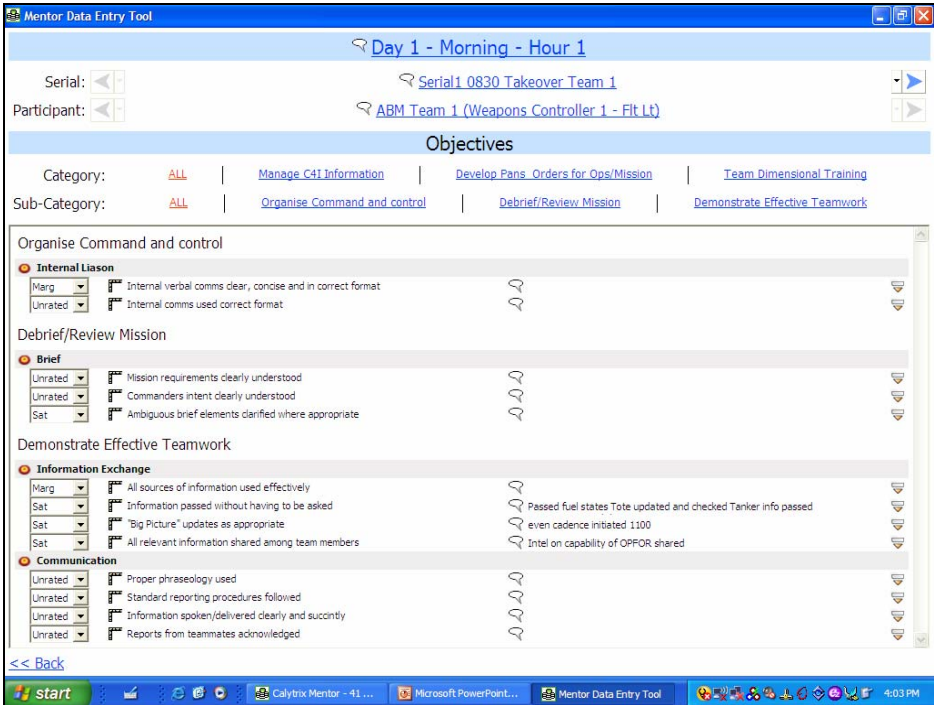 Mentor Data Entry Tool
Day 1 - Morning - Hour 1
Serial: Serial1 0830 Takeover Team 1
Participant: ABM Team 1 (Weapons Controller 1 - Flt Lt)
Objectives
Category: ALL | Manage C4I Information | Develop Pans Orders for Ops/Mission | Team Dimensional Training
Sub-Category: ALL | Organise Command and control | Debrief/Review Mission | Demonstrate Effective Teamwork
Organise Command and control
Internal Liason
Marg Internal verbal comms clear, concise and in correct format
Unrated Internal comms used correct format
Debrief/Review Mission
Brief
Unrated Mission requirements clearly understood
Unrated Commanders intent clearly understood
Sat Ambiguous brief elements clarified where appropriate
Demonstrate Effective Teamwork
Information Exchange
Marg All sources of information used effectively
Sat Information passed without having to be asked Passed fuel states Tote updated and checked Tanker info passed
Sat "Big Picture" updates as appropriate even cadence initiated 1100
Sat All relevant information shared among team members Intel on capability of OPFOR shared
Communication
Unrated Proper phraseology used
Unrated Standard reporting procedures followed
Unrated Information spoken/delivered clearly and succintly
Unrated Reports from teammates acknowledged
<< Back
start Calytrix Mentor - 41 ... Microsoft PowerPoint... Mentor Data Entry Tool 4:03 PM